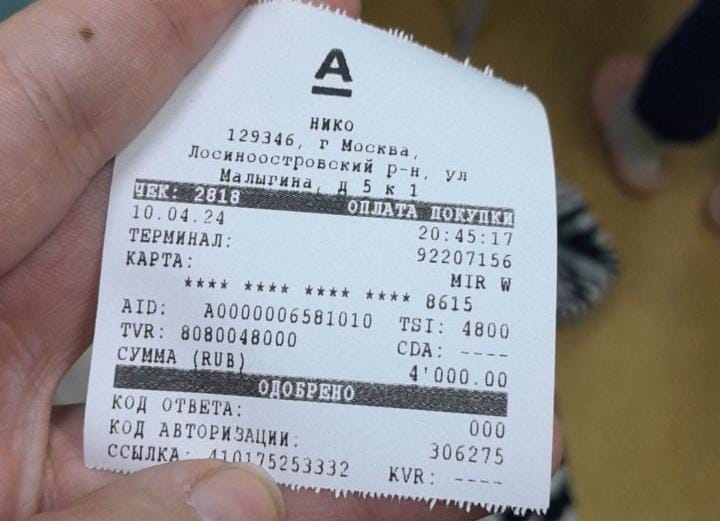 А
НИКО
129346, г Москва,
Лосиноостровский р-н, ул
Малыгина, д 5 к 1
ЧЕК: 2818 ОПЛАТА ПОКУПКИ
10.04.24 20:45:17
ТЕРМИНАЛ: 92207156
КАРТА: MIR W
**** **** **** **** 8615
AID: A0000006581010 TSI: 4800
TVR: 8080048000 CDA: ----
СУММА (RUB) 4'000.00
ОДОБРЕНО
КОД ОТВЕТА: 000
КОД АВТОРИЗАЦИИ: 306275
ССЫЛКА: 410175253332 KVR: ----